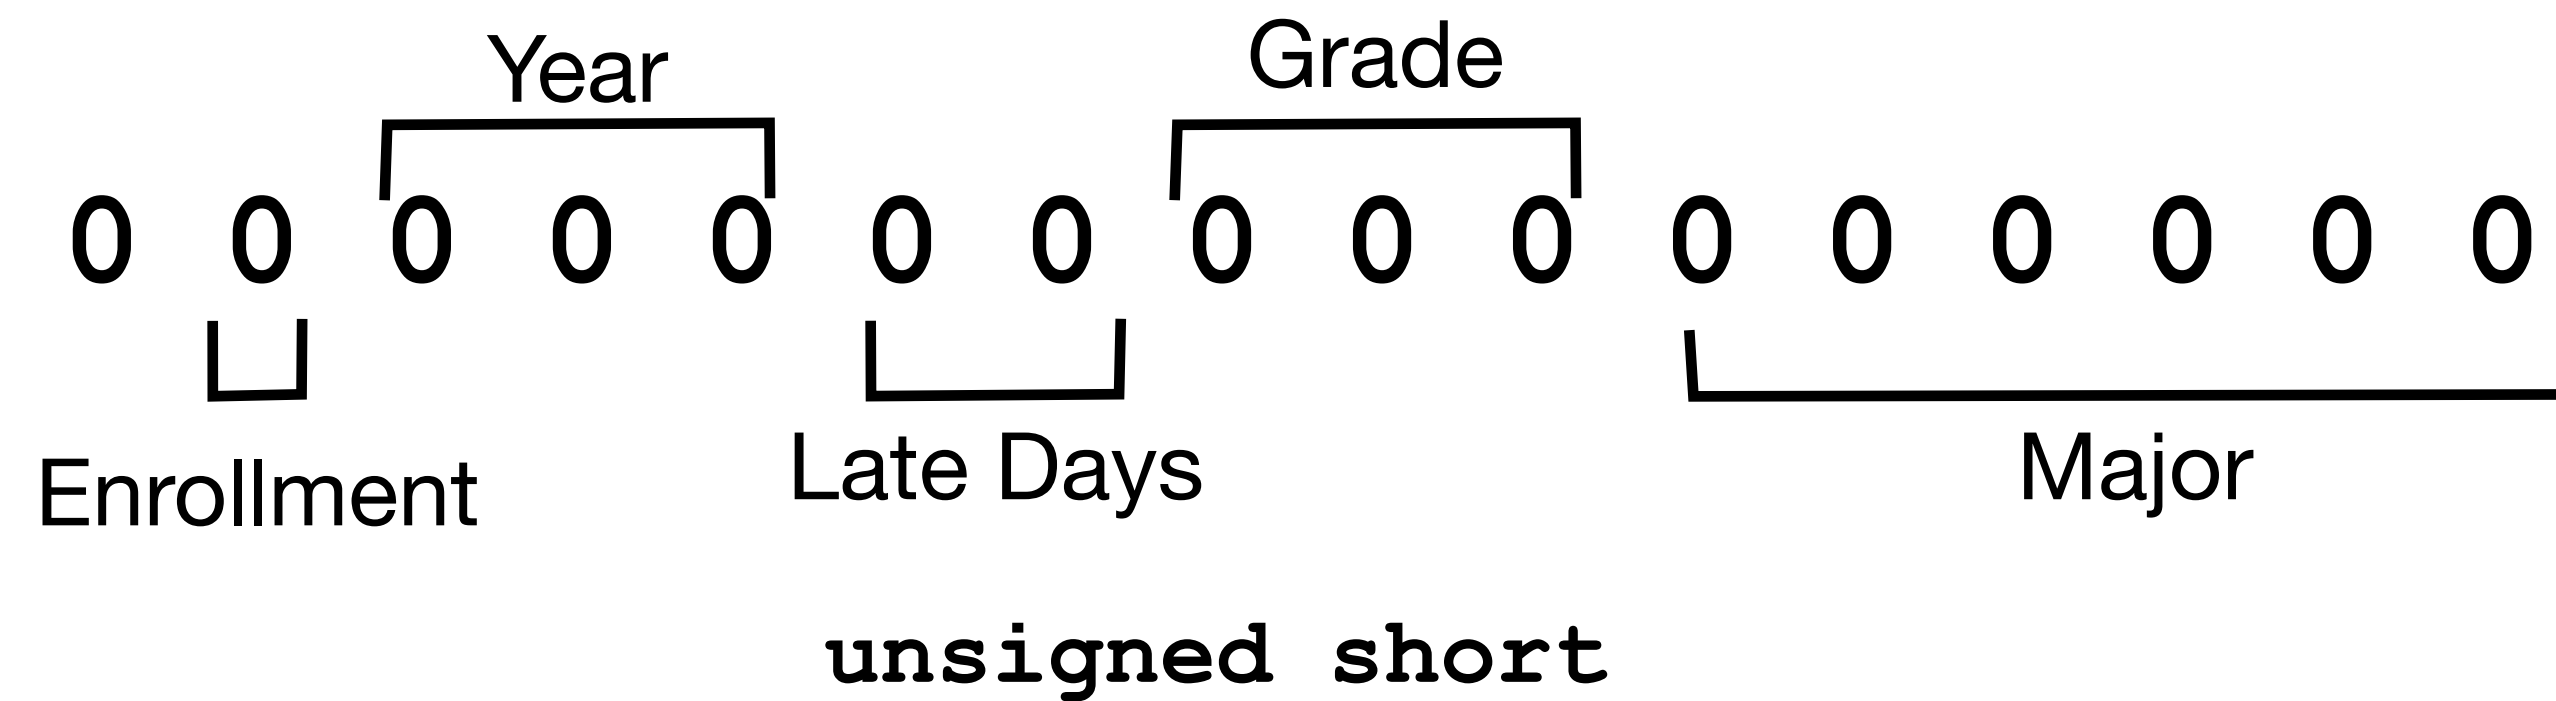 Year Grade
0 0 0 0 0 0 0 0 0 0 0 0 0 0 0 0
Enrollment Late Days Major
unsigned short